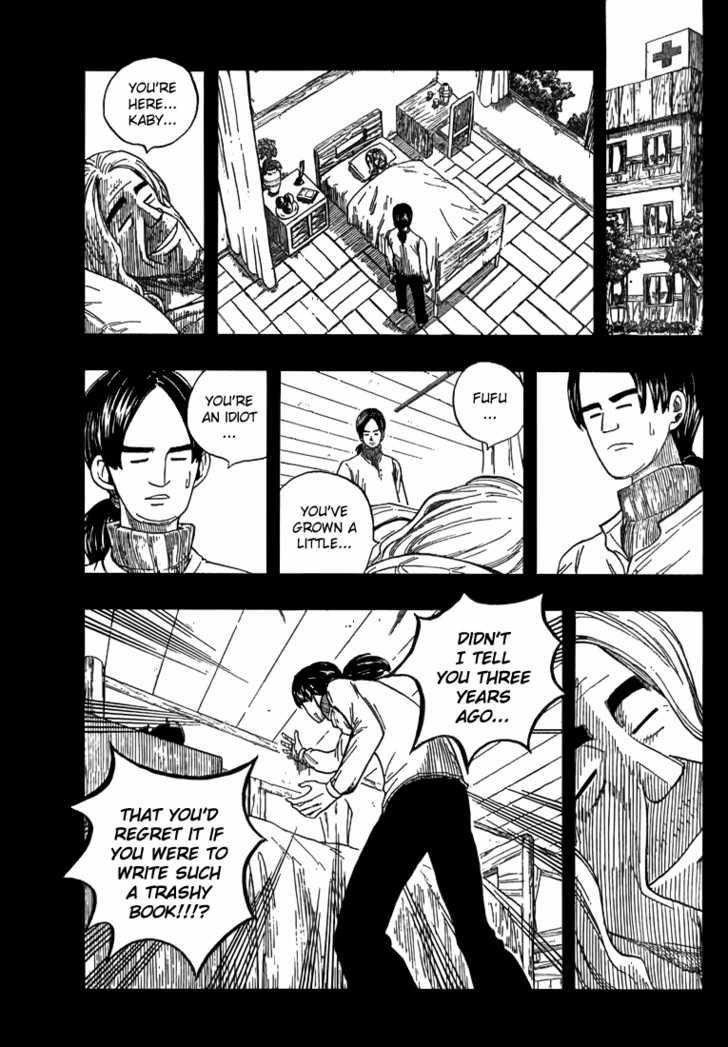 YOU'RE
HERE...
KABY...
FUFU
...
YOU'VE
GROWN A
LITTLE...
YOU'RE
AN IDIOT
...
DIDN'T
I TELL
YOU THREE
YEARS
AGO...
THAT YOU'D
REGRET IT IF
YOU WERE TO
WRITE SUCH
A TRASHY
BOOK!!!?